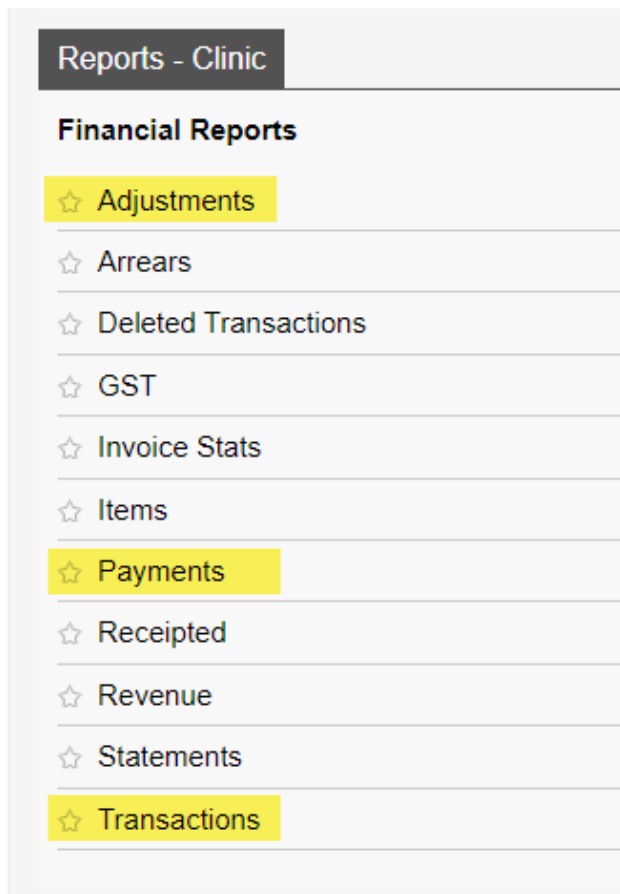 Reports - Clinic
Financial Reports
Adjustments
Arrears
Deleted Transactions
GST
Invoice Stats
Items
Payments
Receipted
Revenue
Statements
Transactions